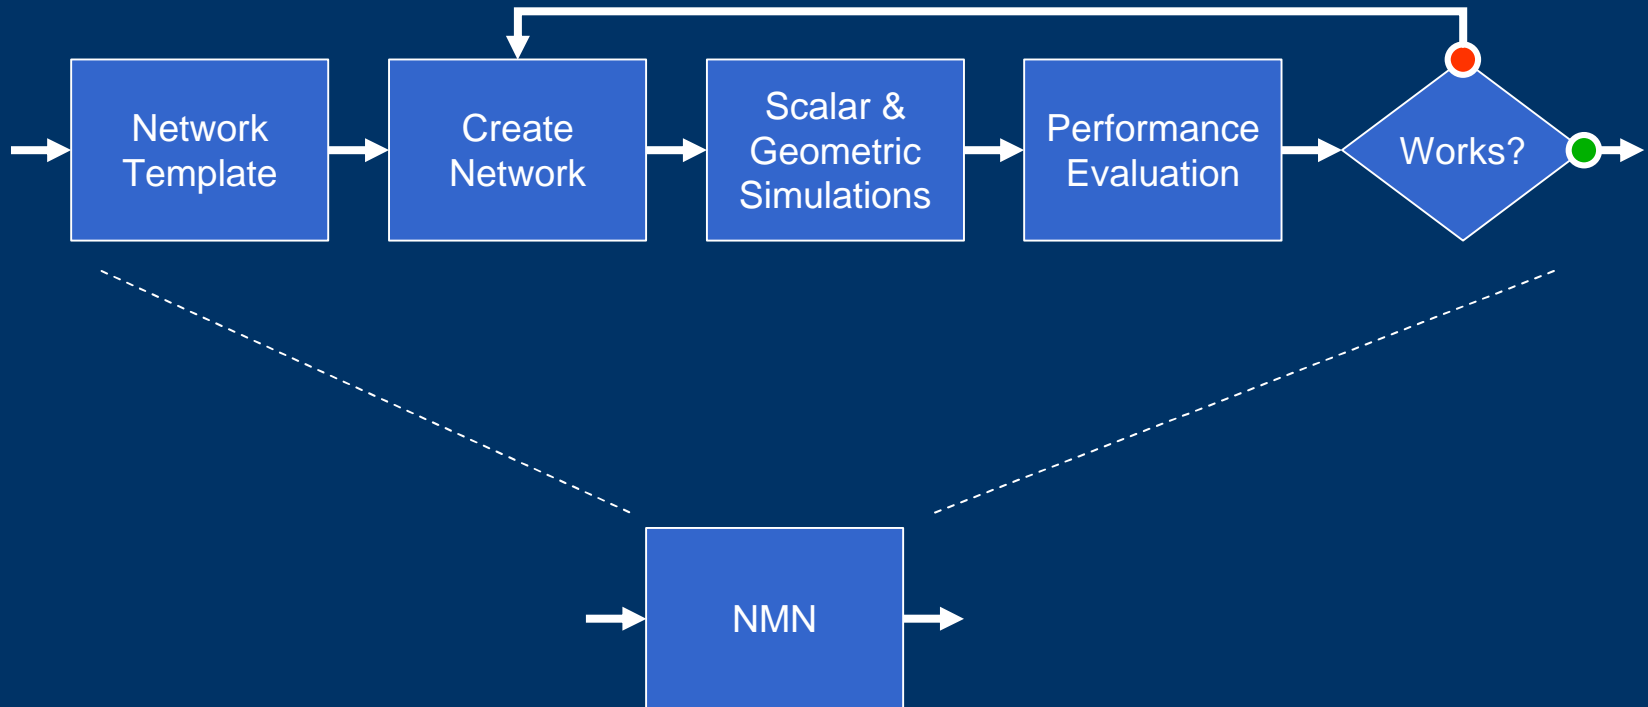 Network
Template
Create
Network
Scalar &
Geometric
Simulations
Performance
Evaluation
Works?
NMN